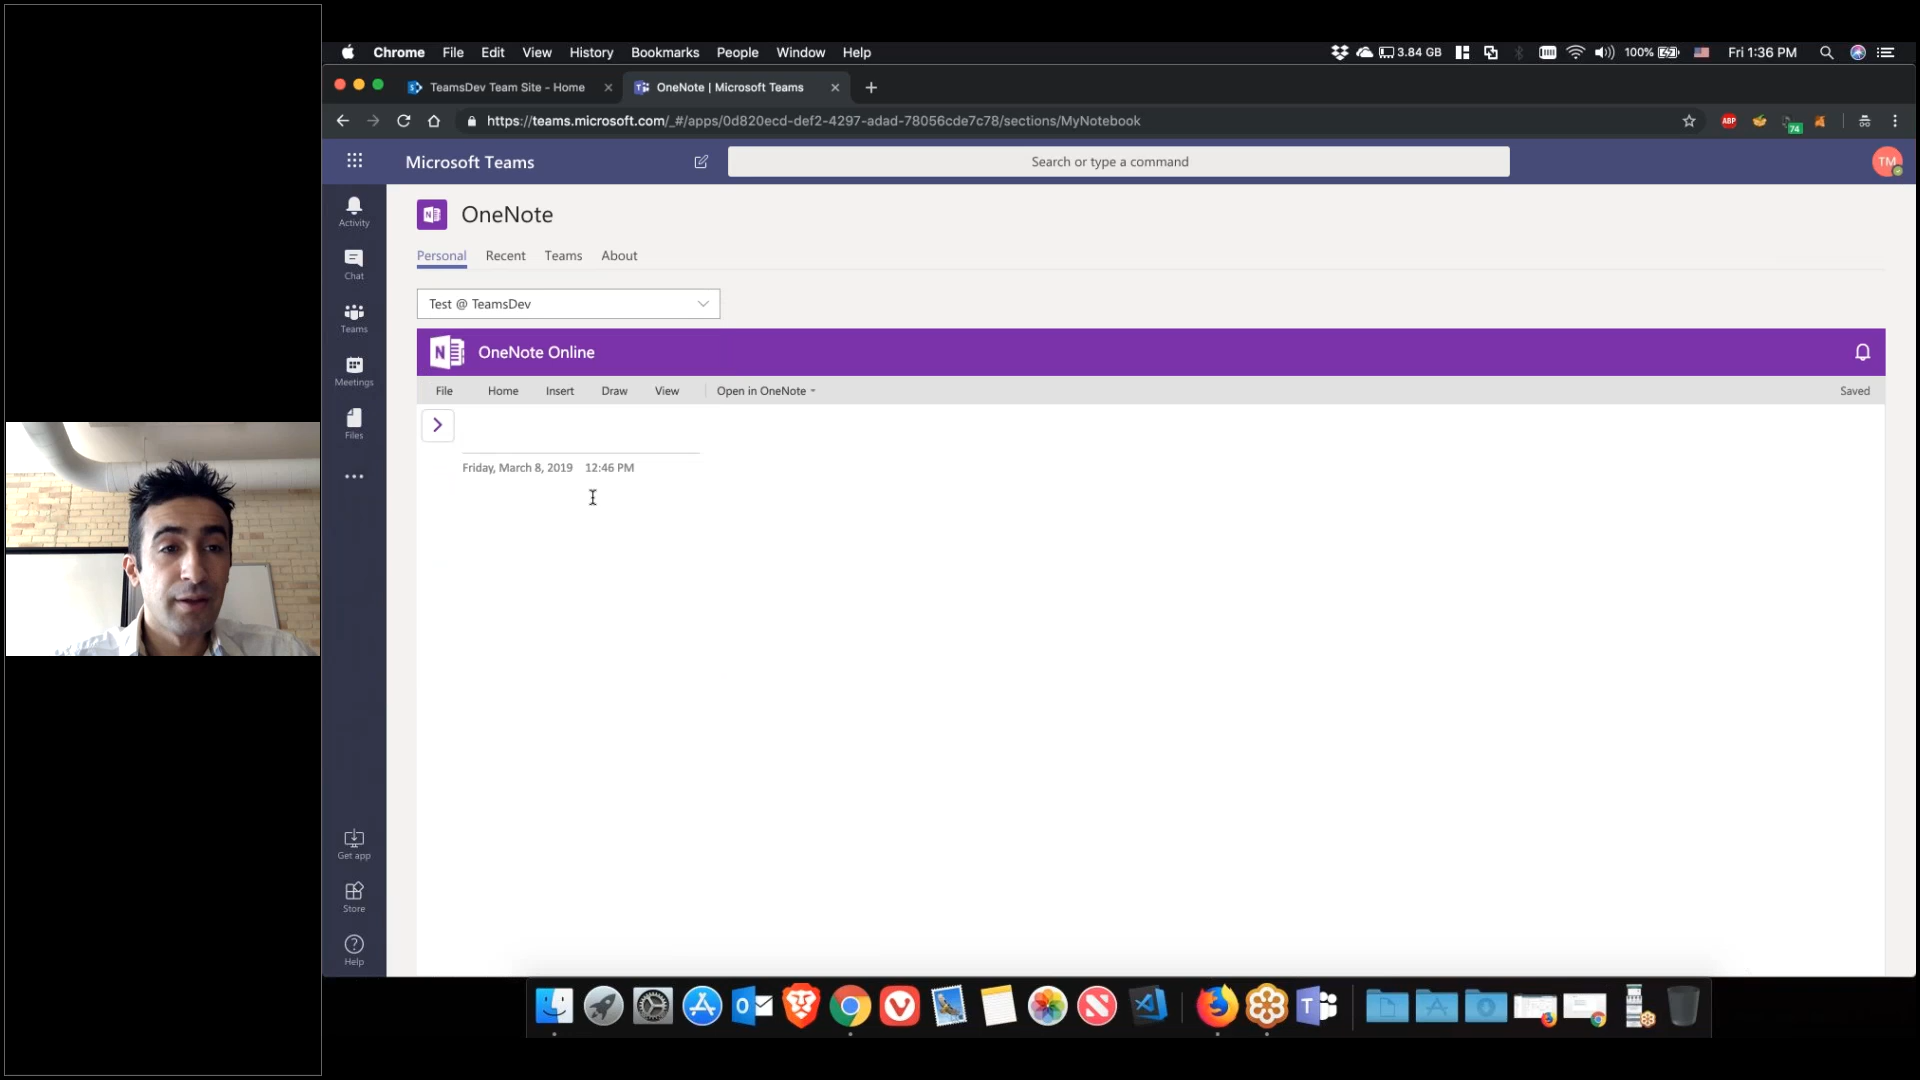 Chrome File Edit View History Bookmarks People Window Help 3.84 GB 100% Fri 1:36 PM
TeamsDev Team Site - Home OneNote | Microsoft Teams
https://teams.microsoft.com/_#/apps/0d820ecd-def2-4297-adad-78056cde7c78/sections/MyNotebook ABP 74
Microsoft Teams Search or type a command TM
Activity
Chat
Teams
Meetings
Files
Get app
Store
Help
N OneNote
Personal Recent Teams About
Test @ TeamsDev
N OneNote Online
File Home Insert Draw View Open in OneNote Saved
Friday, March 8, 2019 12:46 PM